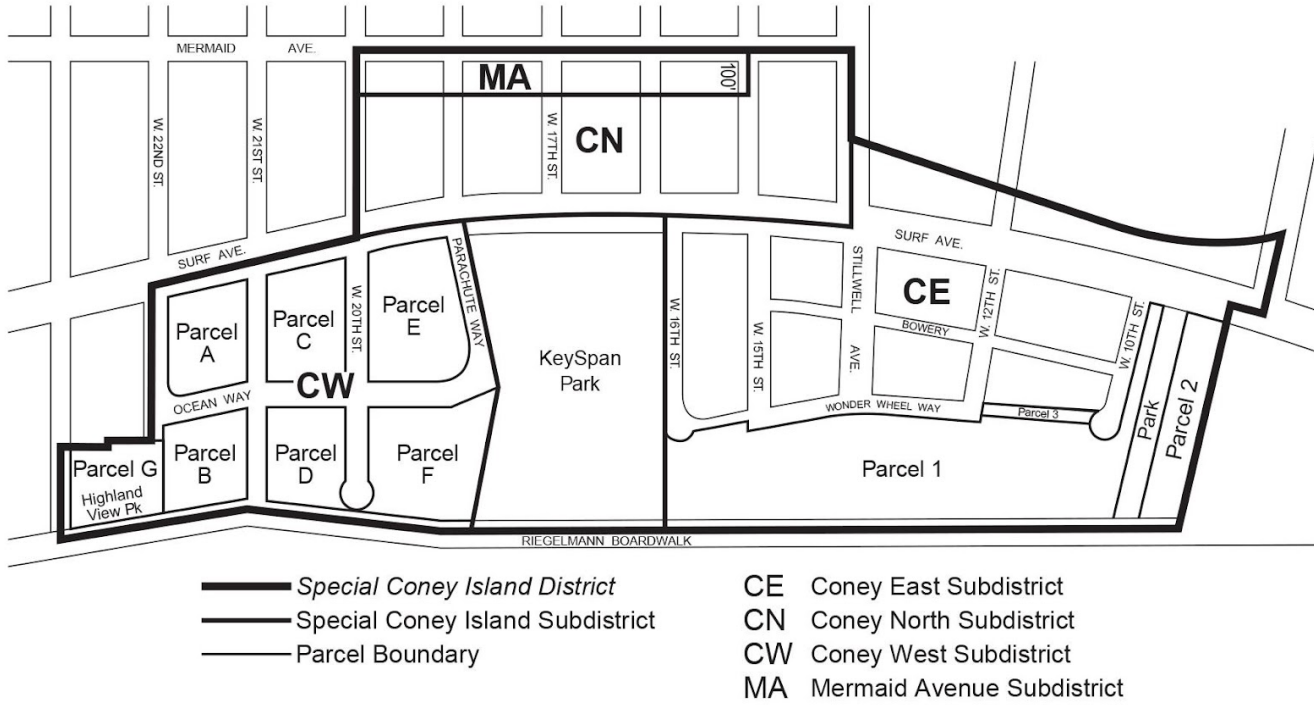 MERMAID AVE.
MA
100'
W. 22ND ST.
W. 21ST ST.
W. 17TH ST.
CN
SURF AVE.
SURF AVE.
PARACHUTE WAY
STILLWELL AVE.
Parcel
A
Parcel
C
W. 20TH ST.
Parcel
E
CE
W. 12TH ST.
BOWERY
W. 10TH ST.
W. 16TH ST.
W. 15TH ST.
KeySpan
Park
CW
OCEAN WAY
WONDER WHEEL WAY
Parcel 3
Park
Parcel 2
Parcel G
Highland
View Pk
Parcel
B
Parcel
D
Parcel
F
Parcel 1
RIEGELMANN BOARDWALK
Special Coney Island District
Special Coney Island Subdistrict
Parcel Boundary
CE Coney East Subdistrict
CN Coney North Subdistrict
CW Coney West Subdistrict
MA Mermaid Avenue Subdistrict